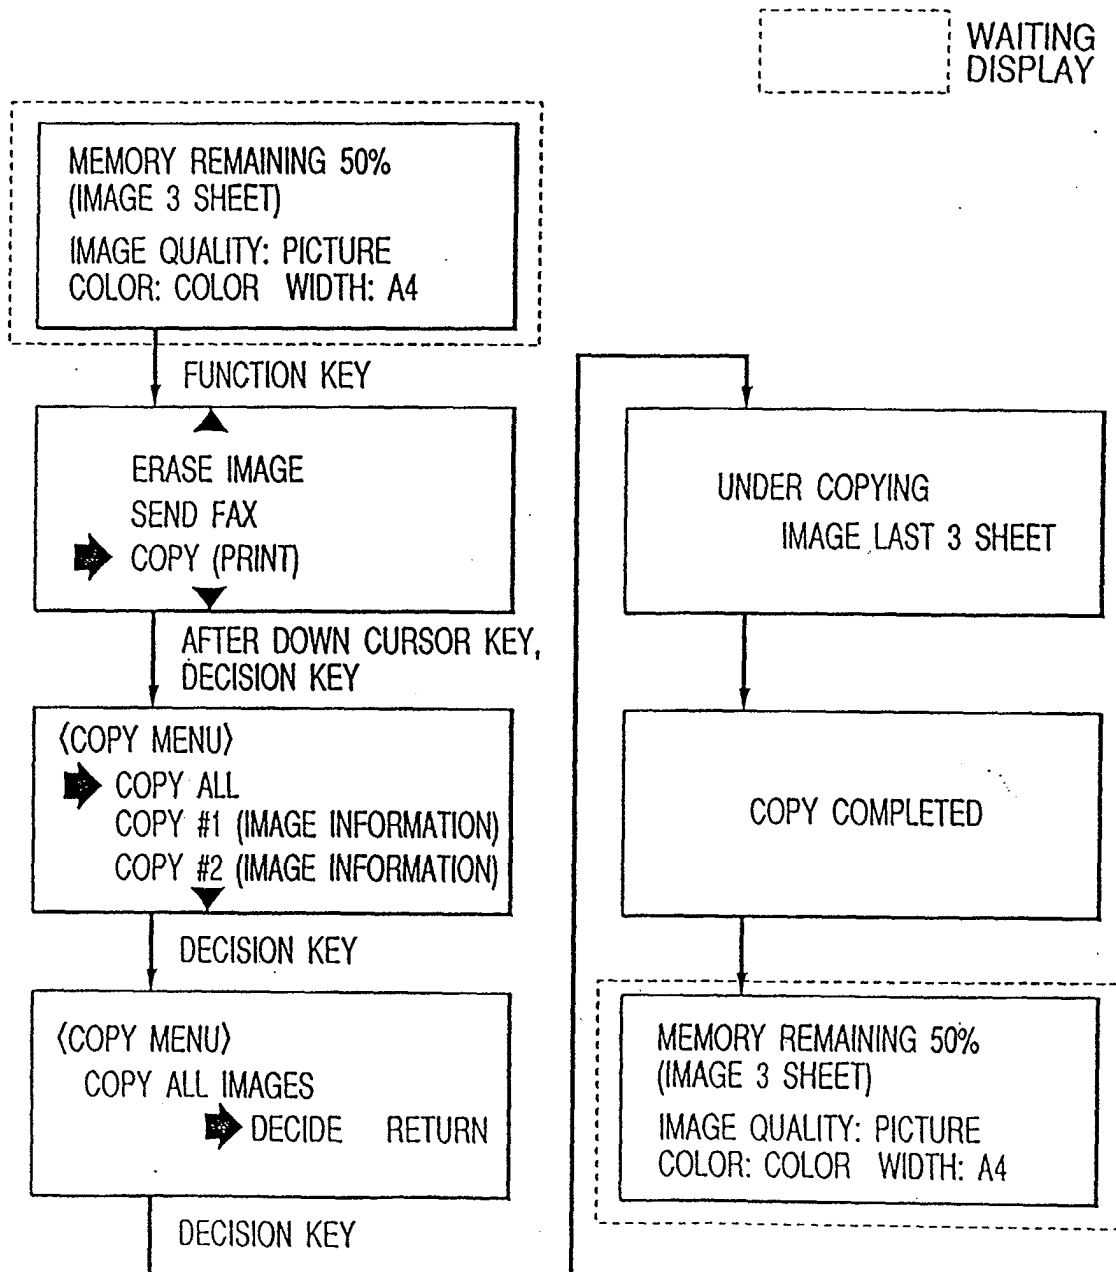 WAITING
DISPLAY
MEMORY REMAINING 50%
(IMAGE 3 SHEET)
IMAGE QUALITY: PICTURE
COLOR: COLOR WIDTH: A4
FUNCTION KEY
ERASE IMAGE
SEND FAX
COPY (PRINT)
AFTER DOWN CURSOR KEY,
DECISION KEY
〈COPY MENU〉
COPY ALL
COPY #1 (IMAGE INFORMATION)
COPY #2 (IMAGE INFORMATION)
DECISION KEY
〈COPY MENU〉
COPY ALL IMAGES
DECIDE RETURN
DECISION KEY
UNDER COPYING
IMAGE LAST 3 SHEET
COPY COMPLETED
MEMORY REMAINING 50%
(IMAGE 3 SHEET)
IMAGE QUALITY: PICTURE
COLOR: COLOR WIDTH: A4